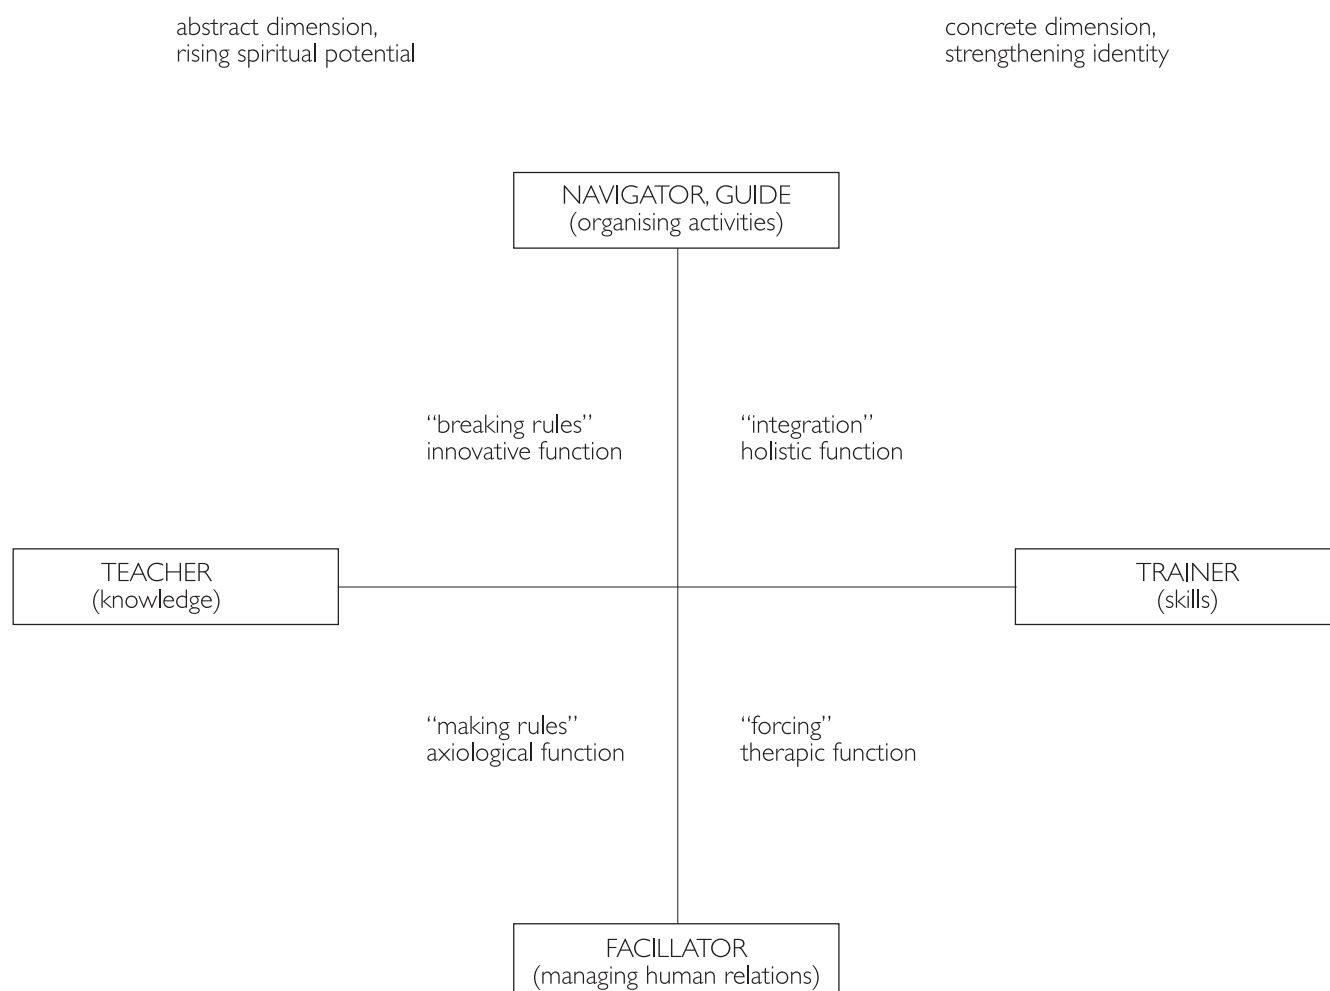 abstract dimension,
rising spiritual potential
concrete dimension,
strengthening identity
NAVIGATOR, GUIDE
(organising activities)
“breaking rules”
innovative function
“integration”
holistic function
TEACHER
(knowledge)
TRAINER
(skills)
“making rules”
axiological function
“forcing”
therapic function
FACILLATOR
(managing human relations)